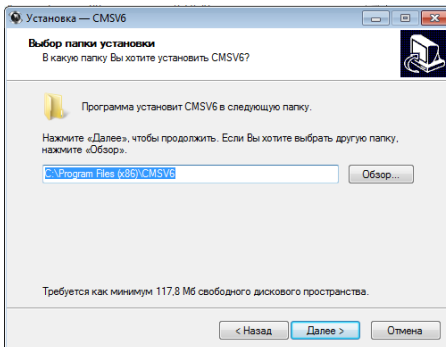 Установка — CMSV6
Выбор папки установки
В какую папку Вы хотите установить CMSV6?
Программа установит CMSV6 в следующую папку.
Нажмите «Далее», чтобы продолжить. Если Вы хотите выбрать другую папку,
нажмите «Обзор».
C:\Program Files (x86)\CMSV6
Обзор...
Требуется как минимум 117,8 Мб свободного дискового пространства.
< Назад
Далее >
Отмена